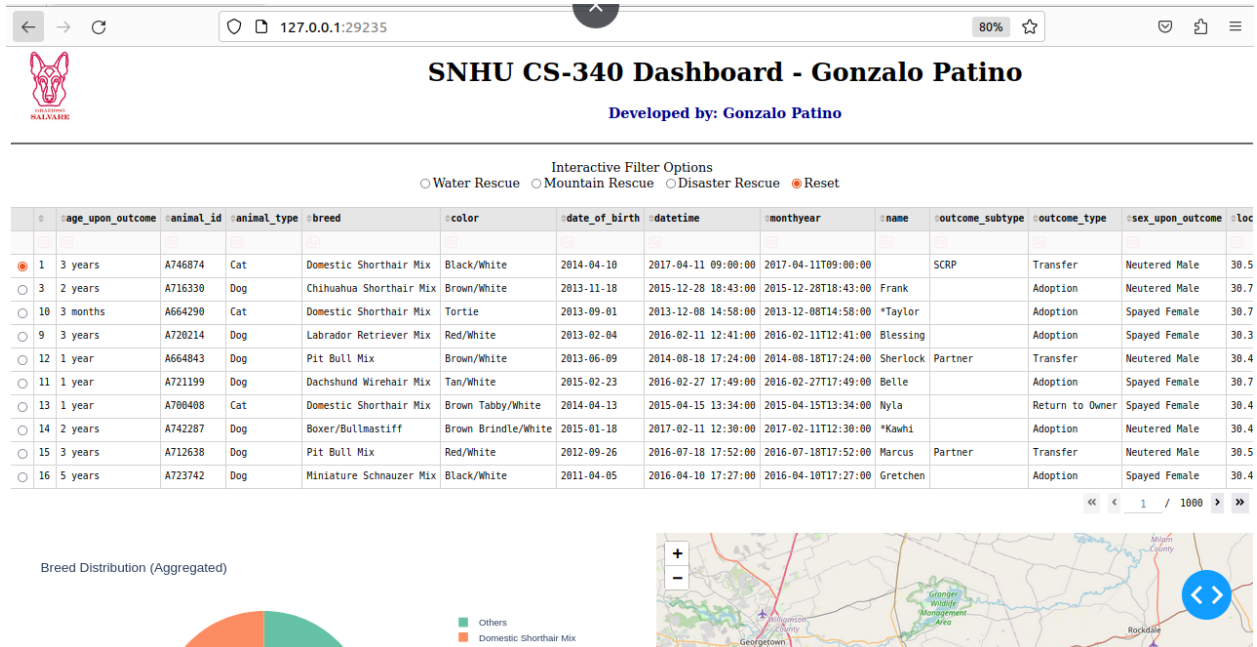 127.0.0.1:29235 80%
GRAZIOSO
SALVARE
SNHU CS-340 Dashboard - Gonzalo Patino
Developed by: Gonzalo Patino
Interactive Filter Options
Water Rescue Mountain Rescue Disaster Rescue Reset
age_upon_outcome animal_id animal_type breed color date_of_birth datetime monthyear name outcome_subtype outcome_type sex_upon_outcome loc
1 3 years A746874 Cat Domestic Shorthair Mix Black/White 2014-04-10 2017-04-11 09:00:00 2017-04-11T09:00:00 SCRP Transfer Neutered Male 30.5
3 2 years A716330 Dog Chihuahua Shorthair Mix Brown/White 2013-11-18 2015-12-28 18:43:00 2015-12-28T18:43:00 Frank Adoption Neutered Male 30.7
10 3 months A664290 Cat Domestic Shorthair Mix Tortie 2013-09-01 2013-12-08 14:58:00 2013-12-08T14:58:00 *Taylor Adoption Spayed Female 30.7
9 3 years A720214 Dog Labrador Retriever Mix Red/White 2013-02-04 2016-02-11 12:41:00 2016-02-11T12:41:00 Blessing Adoption Spayed Female 30.3
12 1 year A664843 Dog Pit Bull Mix Brown/White 2013-06-09 2014-08-18 17:24:00 2014-08-18T17:24:00 Sherlock Partner Transfer Neutered Male 30.4
11 1 year A721199 Dog Dachshund Wirehair Mix Tan/White 2015-02-23 2016-02-27 17:49:00 2016-02-27T17:49:00 Belle Adoption Spayed Female 30.7
13 1 year A700408 Cat Domestic Shorthair Mix Brown Tabby/White 2014-04-13 2015-04-15 13:34:00 2015-04-15T13:34:00 Nyla Return to Owner Spayed Female 30.4
14 2 years A742287 Dog Boxer/Bullmastiff Brown Brindle/White 2015-01-18 2017-02-11 12:30:00 2017-02-11T12:30:00 *Kawhi Adoption Neutered Male 30.4
15 3 years A712638 Dog Pit Bull Mix Red/White 2012-09-26 2016-07-18 17:52:00 2016-07-18T17:52:00 Marcus Partner Transfer Neutered Male 30.5
16 5 years A723742 Dog Miniature Schnauzer Mix Black/White 2011-04-05 2016-04-10 17:27:00 2016-04-10T17:27:00 Gretchen Adoption Spayed Female 30.4
« ‹ 1 / 1000 › »
Breed Distribution (Aggregated)
Others
Domestic Shorthair Mix
+
−
Milam
County
Granger
Wildlife
Management
Area
Williamson
County
Georgetown
Rockdale